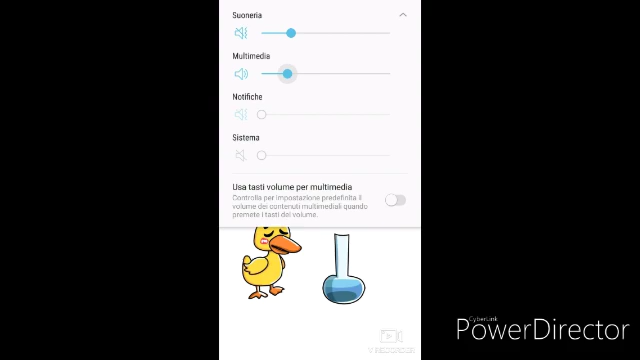 Suoneria
Multimedia
Notifiche
Sistema
Usa tasti volume per multimedia
Controlla per impostazione predefinita il
volume dei contenuti multimediali quando
premete i tasti del volume.
CyberLink
PowerDirector